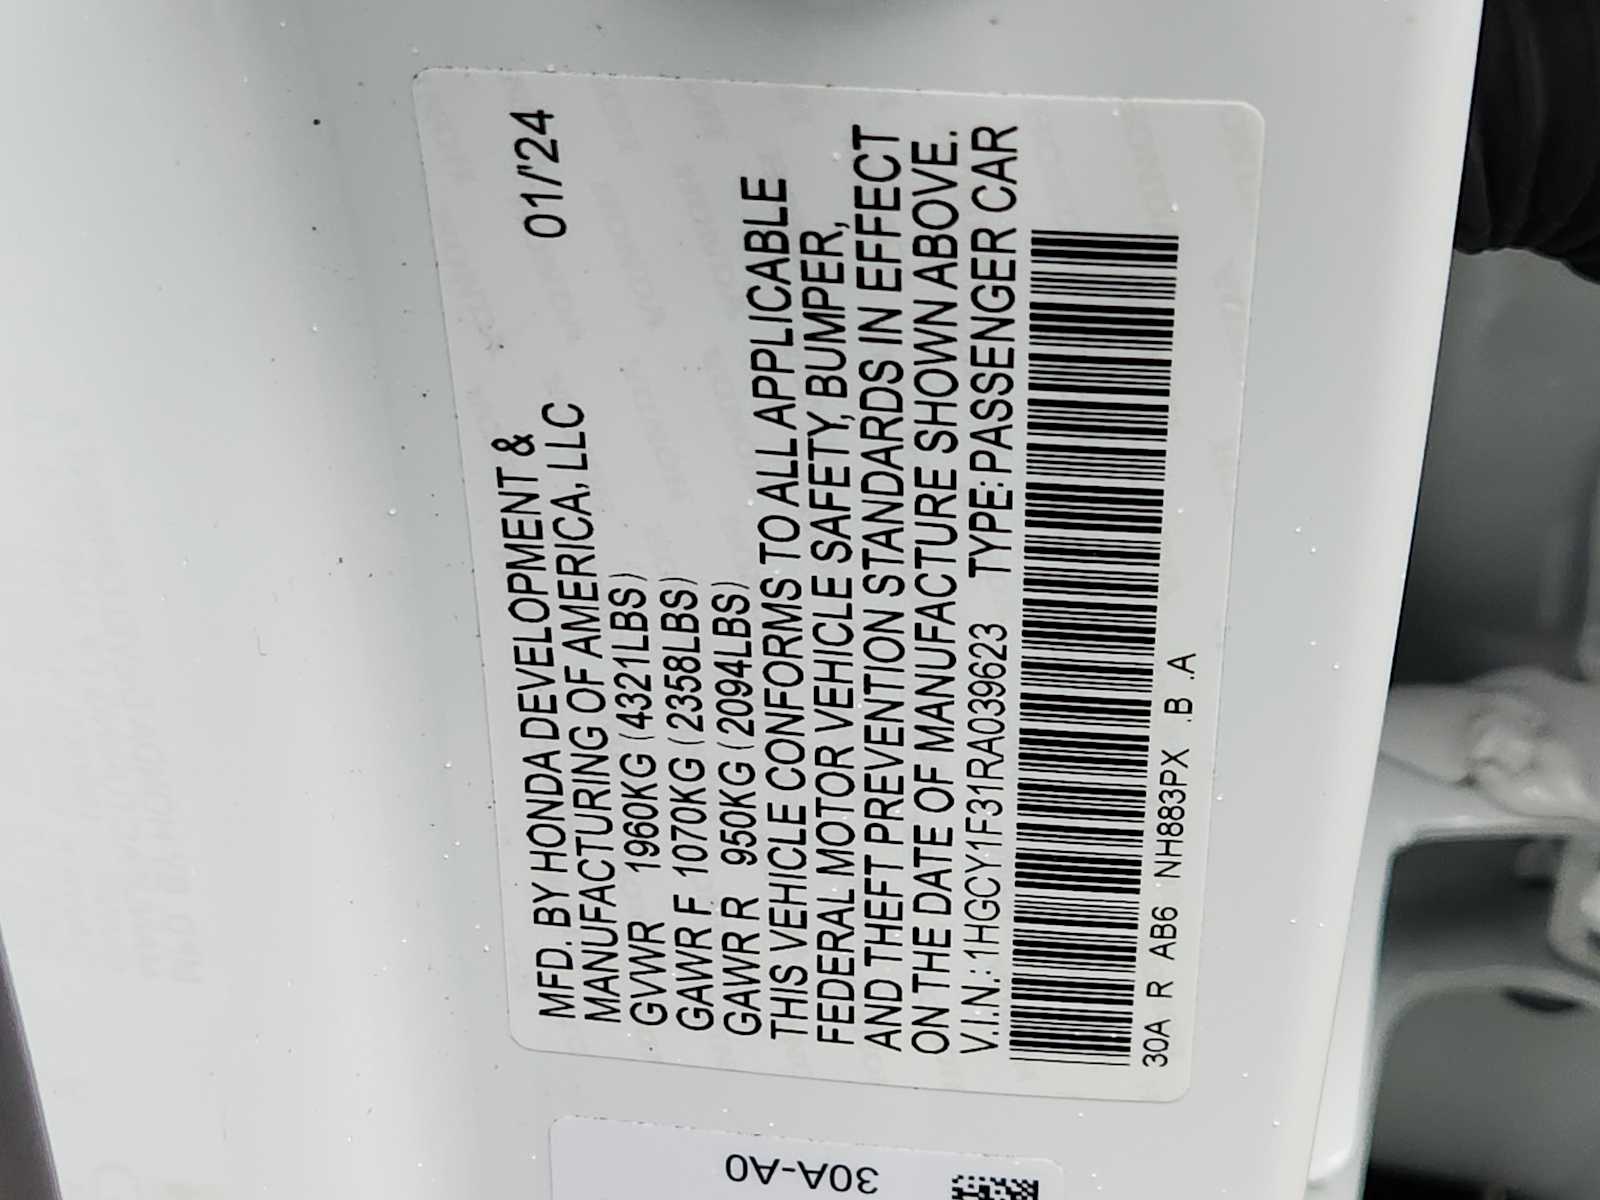 MFD. BY HONDA DEVELOPMENT & 01/'24
MANUFACTURING OF AMERICA, LLC
GVWR 1960KG (4321LBS)
GAWR F 1070KG (2358LBS)
GAWR R 950KG (2094LBS)
THIS VEHICLE CONFORMS TO ALL APPLICABLE
FEDERAL MOTOR VEHICLE SAFETY, BUMPER,
AND THEFT PREVENTION STANDARDS IN EFFECT
ON THE DATE OF MANUFACTURE SHOWN ABOVE.
V.I.N.: 1HGCY1F31RA039623 TYPE: PASSENGER CAR
30A R AB6 NH883PX .B .A
30A-A0